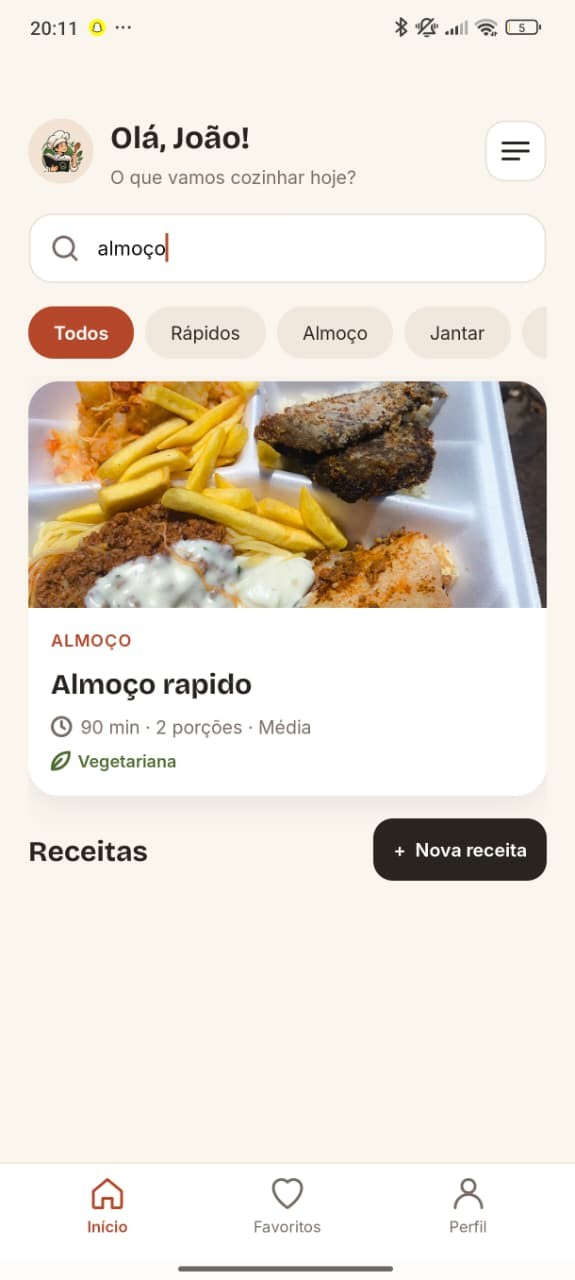 20:11 ...
5
Olá, João!
O que vamos cozinhar hoje?
almoço
Todos
Rápidos
Almoço
Jantar
ALMOÇO
Almoço rapido
90 min · 2 porções · Média
Vegetariana
Receitas
+ Nova receita
Início
Favoritos
Perfil